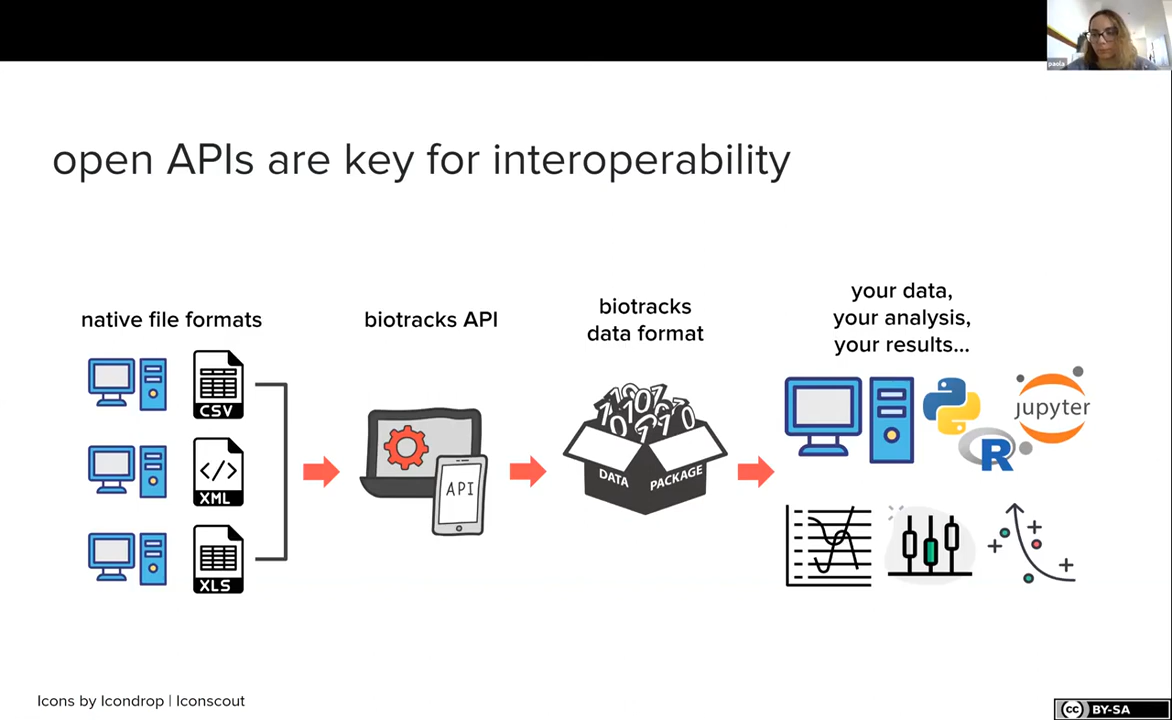 paola
open APIs are key for interoperability
native file formats
CSV
XML
XLS
biotracks API
API
biotracks
data format
DATA PACKAGE
your data,
your analysis,
your results...
jupyter
R
Icons by Icondrop | Iconscout
cc BY-SA